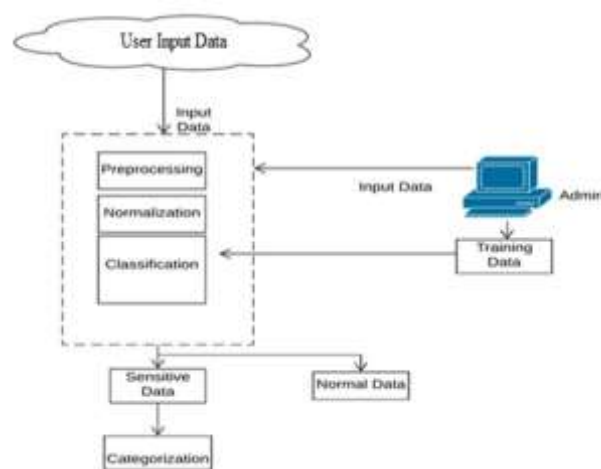 User Input Data
Input
Data
Preprocessing
Input Data
Admin
Normalization
Classification
Training
Data
Sensitive
Data
Normal Data
Categorization